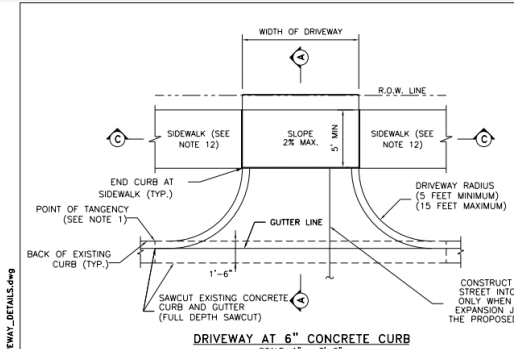 WIDTH OF DRIVEWAY
A
R.O.W. LINE
C
SIDEWALK (SEE
NOTE 12)
SLOPE
2% MAX.
5' MIN
SIDEWALK (SEE
NOTE 12)
C
END CURB AT
SIDEWALK (TYP.)
DRIVEWAY RADIUS
(5 FEET MINIMUM)
(15 FEET MAXIMUM)
POINT OF TANGENCY
(SEE NOTE 1)
GUTTER LINE
BACK OF EXISTING
CURB (TYP.)
1'-6"
SAWCUT EXISTING CONCRETE
CURB AND GUTTER
(FULL DEPTH SAWCUT)
A
CONSTRUCT
STREET INTO
ONLY WHEN
EXPANSION J
THE PROPOSED
DRIVEWAY AT 6" CONCRETE CURB
EWAY_DETAILS.dwg